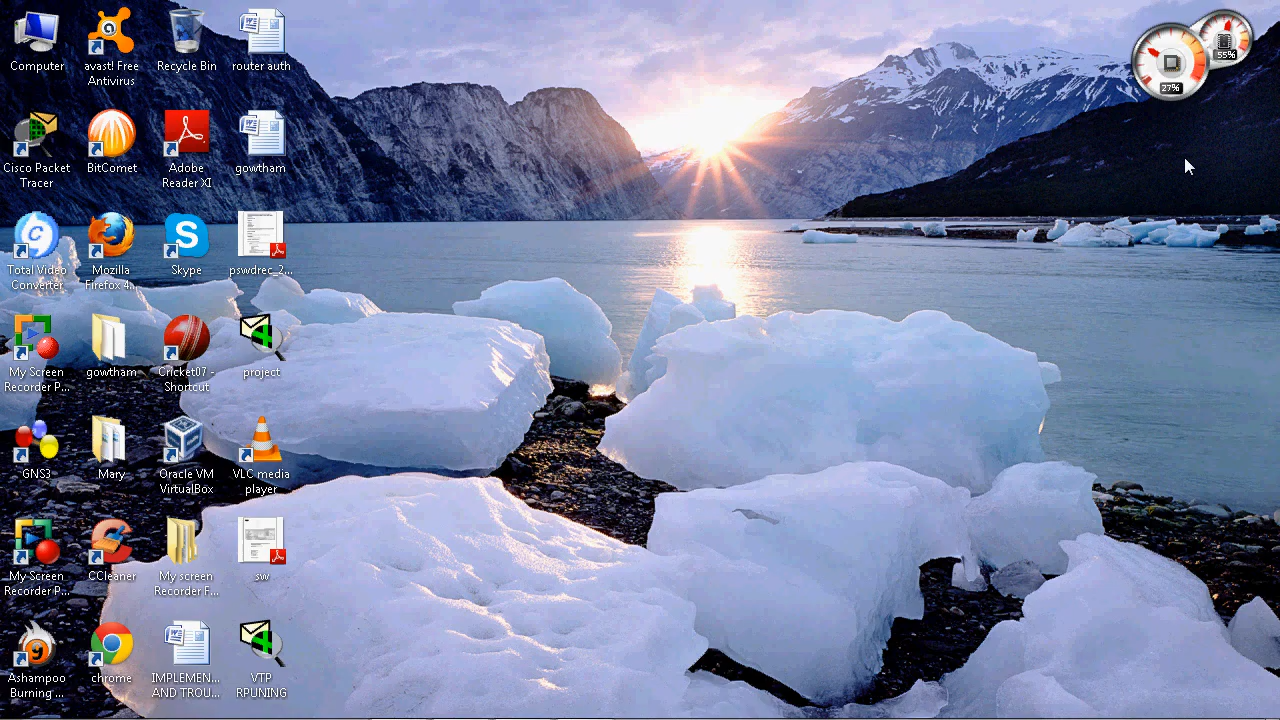 Computer
avast! Free
Antivirus
Recycle Bin
router auth
Cisco Packet
Tracer
BitComet
Adobe
Reader XI
gowtham
Total Video
Converter
Mozilla
Firefox 4...
Skype
pswdrec_2...
My Screen
Recorder P...
gowtham
Cricket07 -
Shortcut
project
GNS3
Mary
Oracle VM
VirtualBox
VLC media
player
My Screen
Recorder P...
CCleaner
My screen
Recorder F...
sw
Ashampoo
Burning ...
chrome
IMPLEMEN...
AND TROU...
VTP
RPUNING
55%
27%